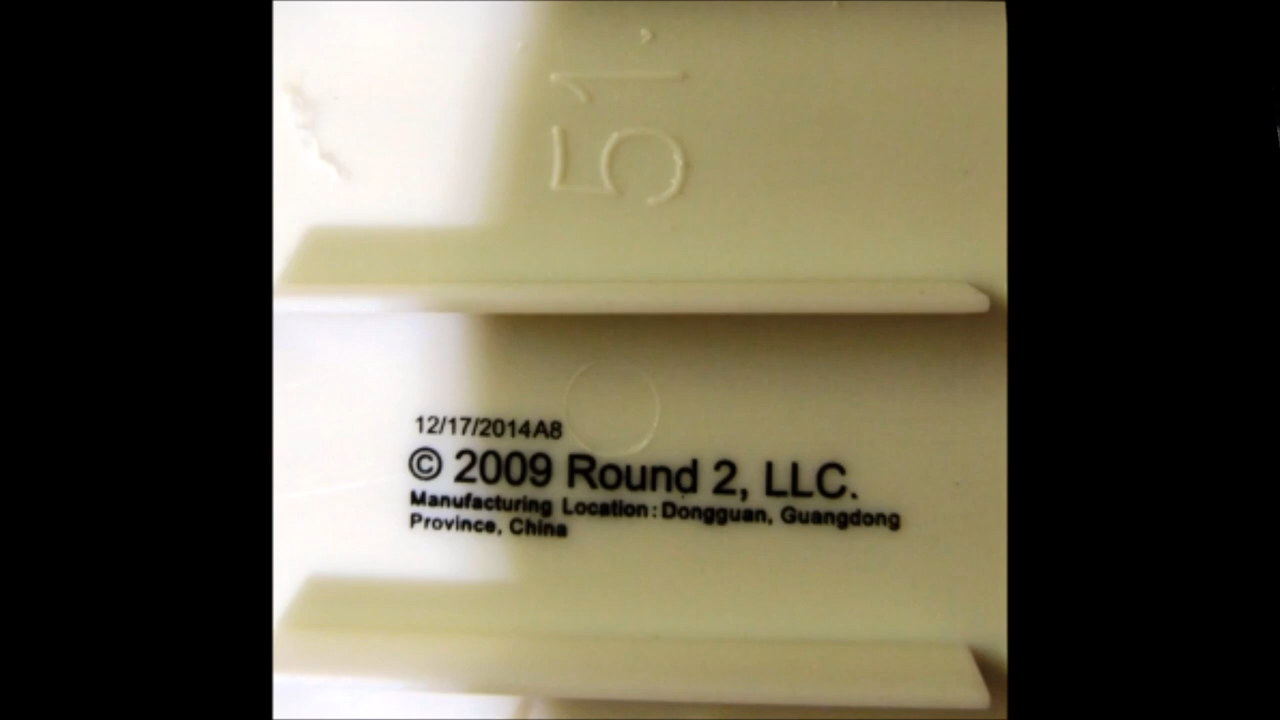 51.
12/17/2014A8
© 2009 Round 2, LLC.
Manufacturing Location: Dongguan, Guangdong
Province, China